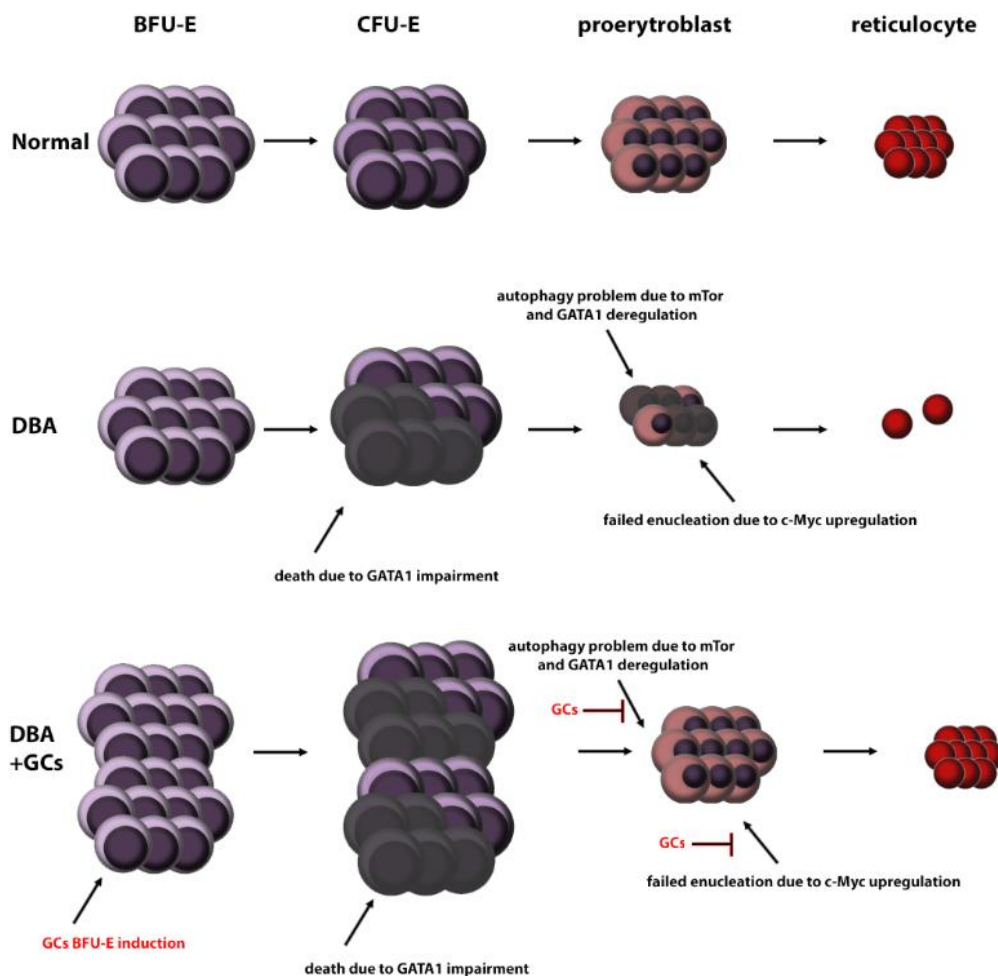 BFU-E
CFU-E
proerytroblast
reticulocyte
Normal
autophagy problem due to mTor
and GATA1 deregulation
DBA
failed enucleation due to c-Myc upregulation
death due to GATA1 impairment
autophagy problem due to mTor
and GATA1 deregulation
GCs
DBA
+GCs
GCs
failed enucleation due to c-Myc upregulation
GCs BFU-E induction
death due to GATA1 impairment